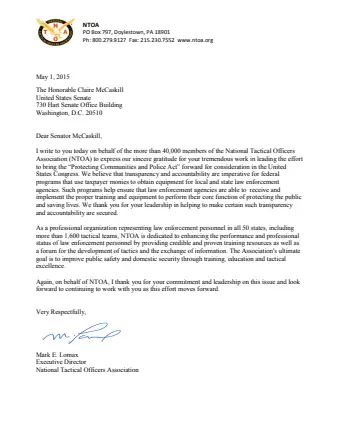 NTOA
PO Box 797, Doylestown, PA 18901
Ph: 800.279.9127 Fax: 215.230.7552 www.ntoa.org
May 1, 2015
The Honorable Claire McCaskill
United States Senate
730 Hart Senate Office Building
Washington, D.C. 20510
Dear Senator McCaskill,
I write to you today on behalf of the more than 40,000 members of the National Tactical Officers
Association (NTOA) to express our sincere gratitude for your tremendous work in leading the effort
to bring the “Protecting Communities and Police Act” forward for consideration in the United
States Congress. We believe that transparency and accountability are imperative for federal
programs that use taxpayer monies to obtain equipment for local and state law enforcement
agencies. Such programs help ensure that law enforcement agencies are able to receive and
implement the proper training and equipment to perform their core function of protecting the public
and saving lives. We thank you for your leadership in helping to make certain such transparency
and accountability are secured.
As a professional organization representing law enforcement personnel in all 50 states, including
more than 1,600 tactical teams, NTOA is dedicated to enhancing the performance and professional
status of law enforcement personnel by providing credible and proven training resources as well as
a forum for the development of tactics and the exchange of information. The Association's ultimate
goal is to improve public safety and domestic security through training, education and tactical
excellence.
Again, on behalf of NTOA, I thank you for your commitment and leadership on this issue and look
forward to continuing to work with you as this effort moves forward.
Very Respectfully,
Mark E. Lomax
Executive Director
National Tactical Officers Association